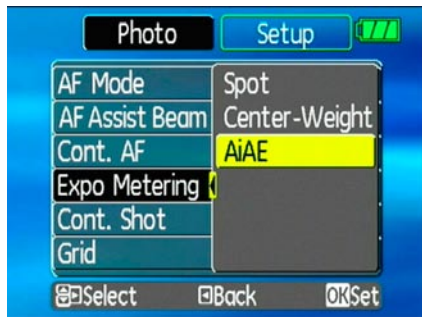 Photo Setup
AF Mode Spot
AF Assist Beam Center-Weight
Cont. AF AiAE
Expo Metering
Cont. Shot
Grid
Select Back OK Set